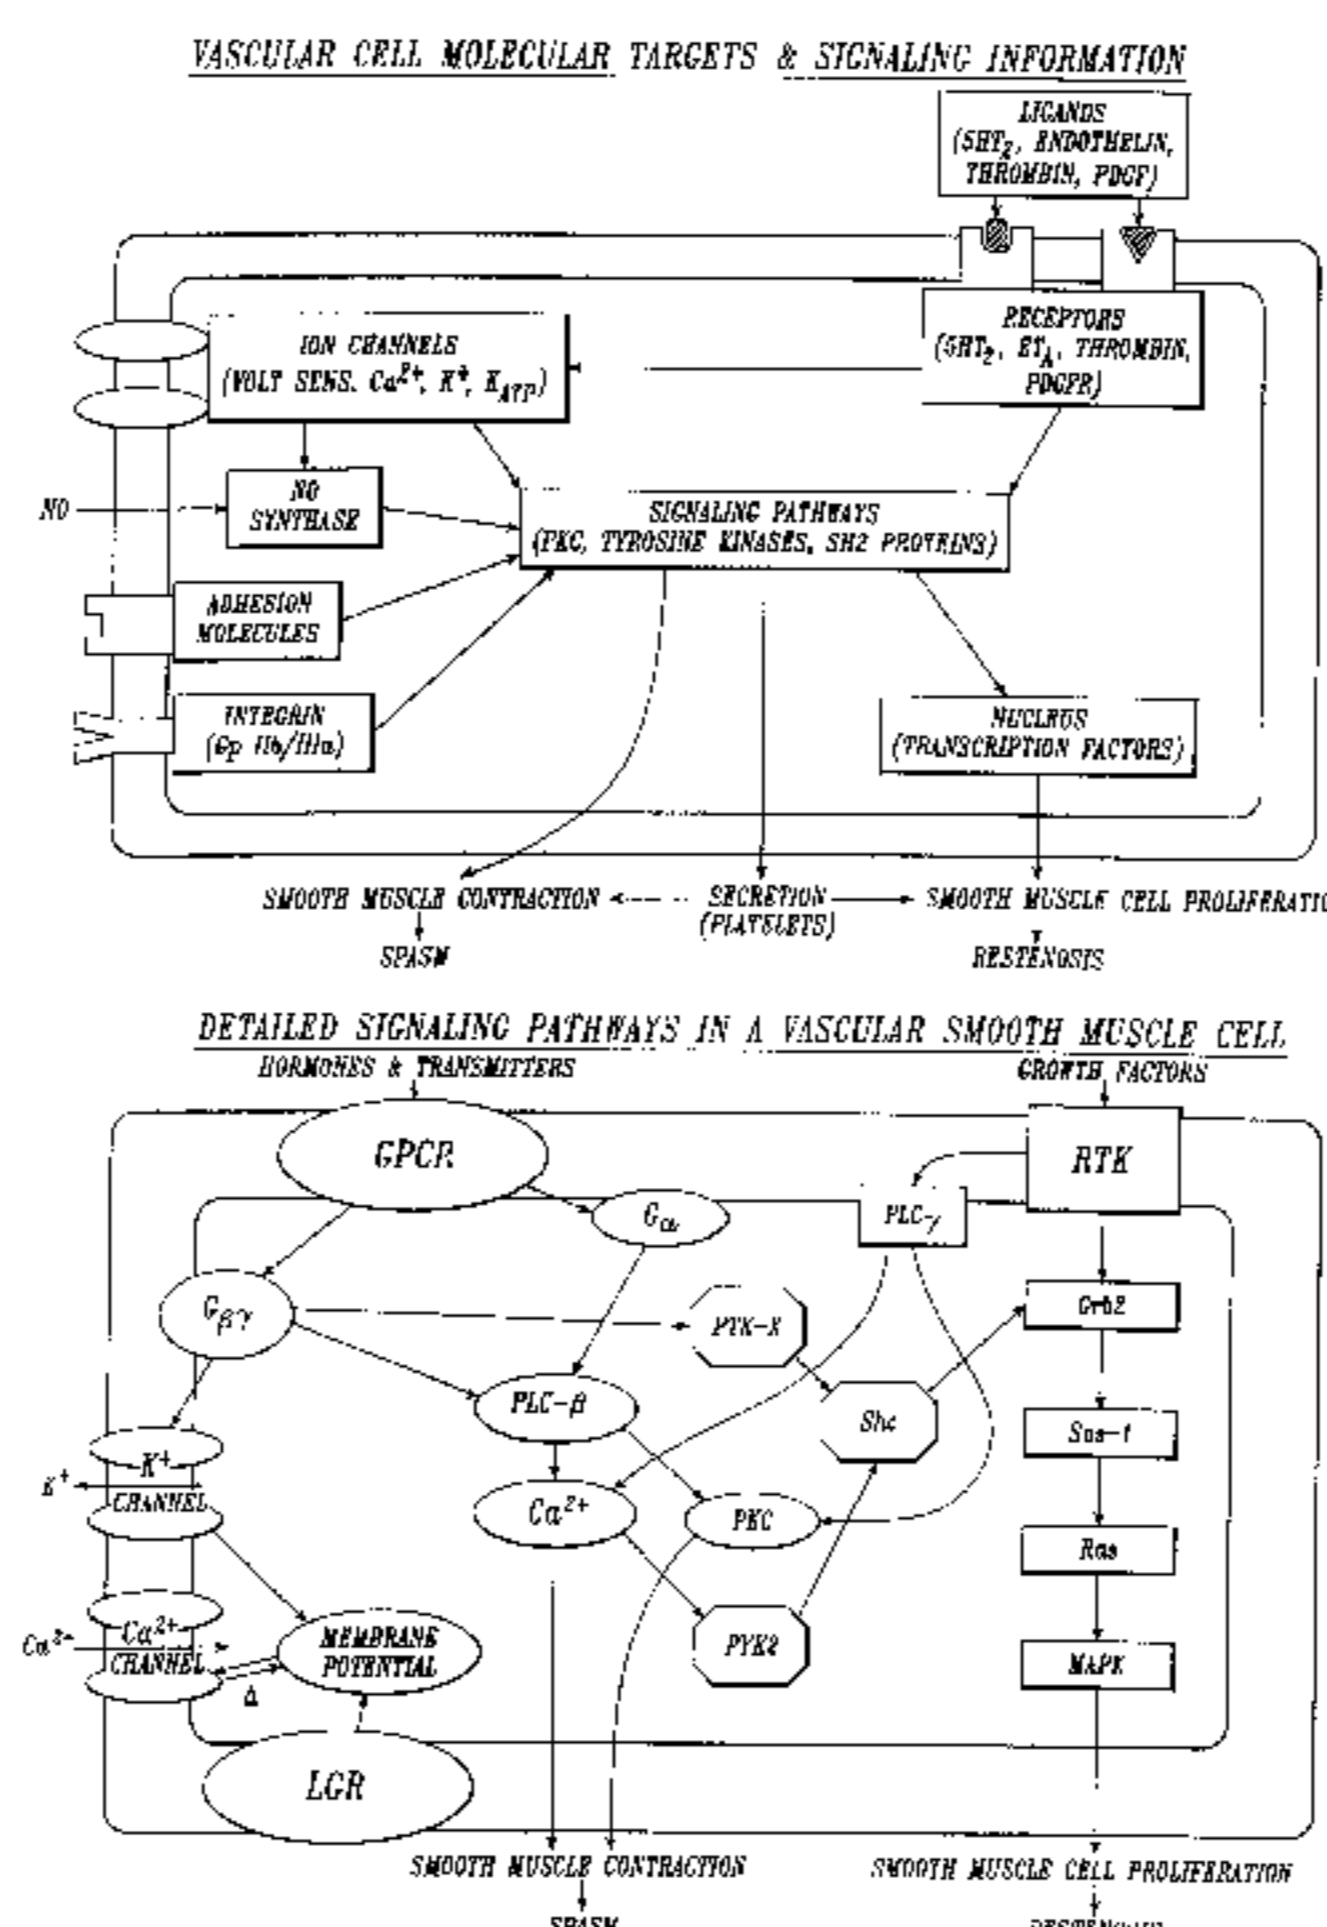 VASCULAR CELL MOLECULAR TARGETS & SIGNALING INFORMATION
LIGANDS
(5HT2, ENDOTHELIN,
THROMBIN, PDGF)
RECEPTORS
(5HT2, ETA, THROMBIN,
PDGFR)
ION CHANNELS
(VOLT SENS. Ca2+, K+, KATP)
NO
NO
SYNTHASE
SIGNALING PATHWAYS
(PKC, TYROSINE KINASES, SH2 PROTEINS)
ADHESION
MOLECULES
INTEGRIN
(Gp IIb/IIIa)
NUCLEUS
(TRANSCRIPTION FACTORS)
SMOOTH MUSCLE CONTRACTION
SECRETION
(PLATELETS)
SMOOTH MUSCLE CELL PROLIFERATIO
SPASM
RESTENOSIS
DETAILED SIGNALING PATHWAYS IN A VASCULAR SMOOTH MUSCLE CELL
HORMONES & TRANSMITTERS
GROWTH FACTORS
GPCR
RTK
Gα
PLC-γ
Gβγ
PTK-X
Grb2
PLC-β
Shc
Sos-1
K+
K+
CHANNEL
Ca2+
PKC
Ras
Ca2+
Ca2+
CHANNEL
Δ
MEMBRANE
POTENTIAL
PYK2
MAPK
LGR
SMOOTH MUSCLE CONTRACTION
SMOOTH MUSCLE CELL PROLIFERATION
SPASM
RESTENOSIS